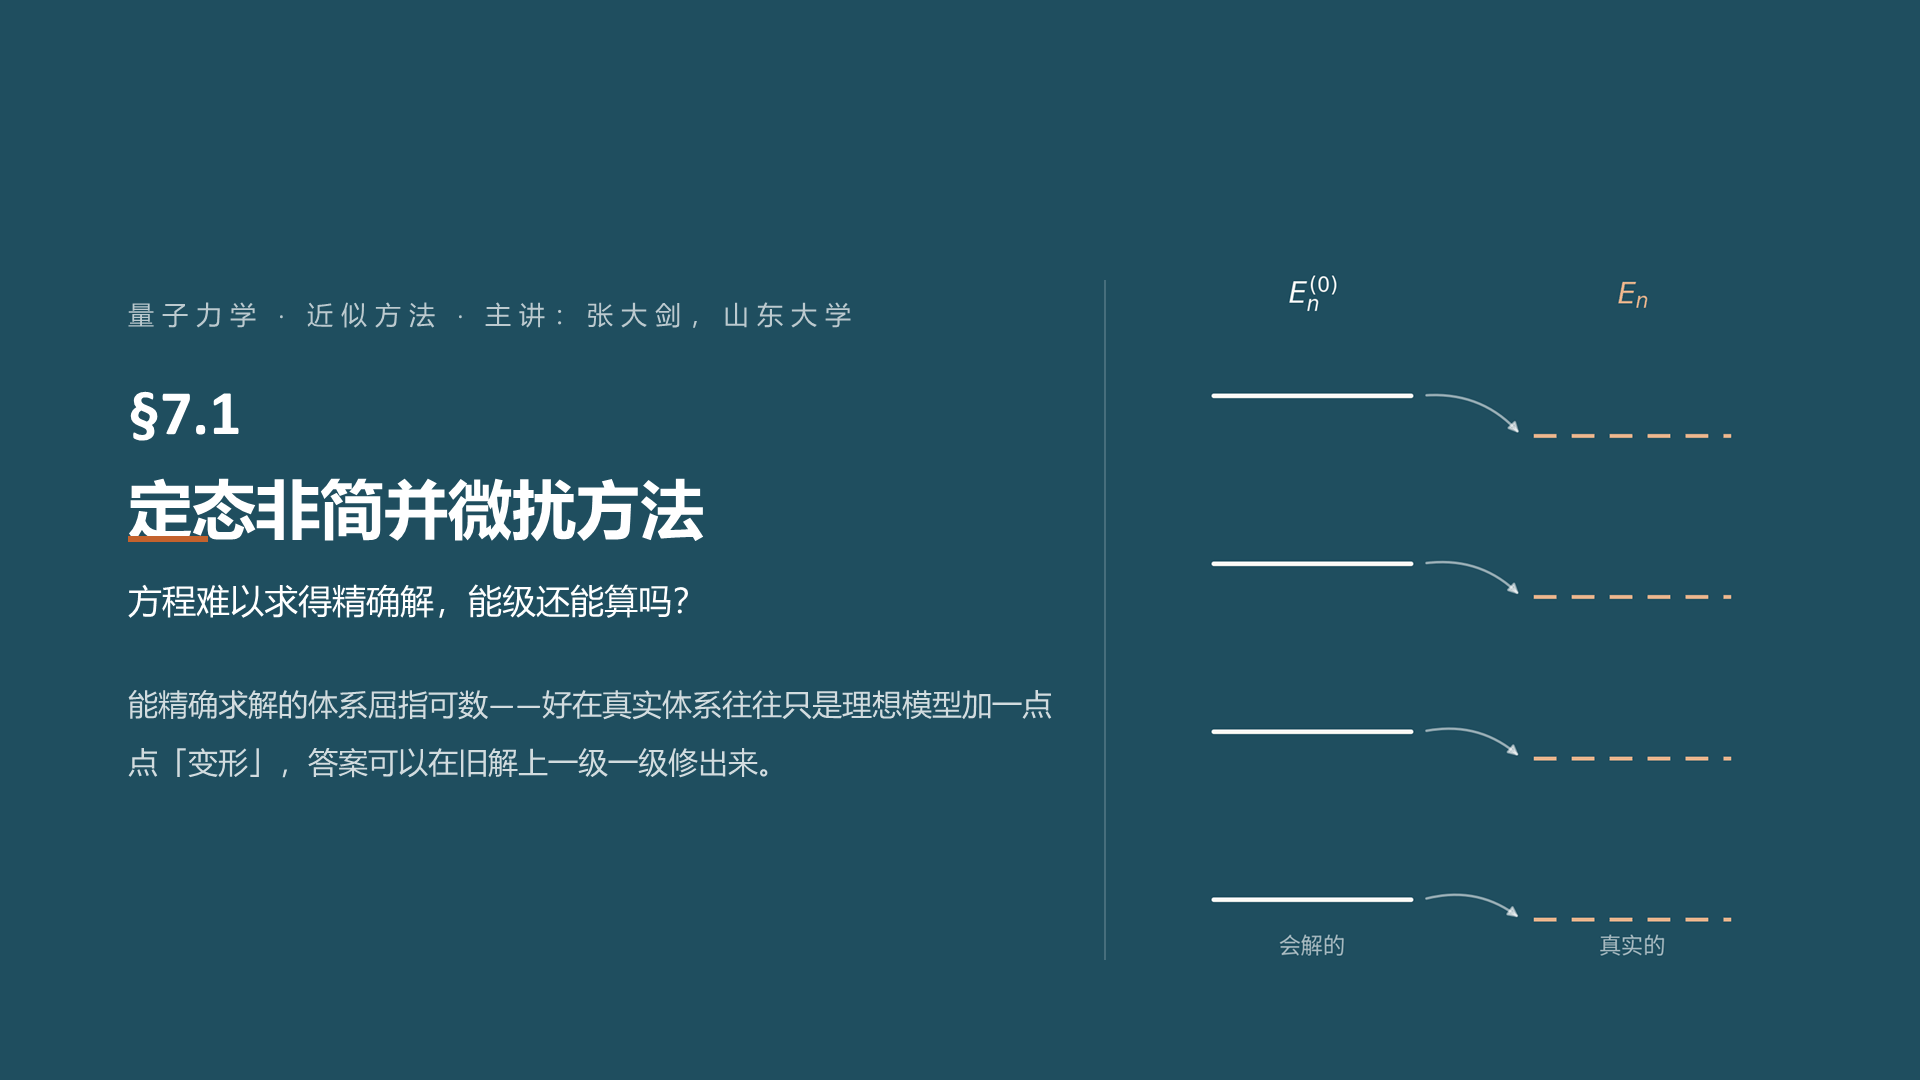 量子力学 · 近似方法 · 主讲：张大剑，山东大学
§7.1
定态非简并微扰方法
方程难以求得精确解，能级还能算吗？
能精确求解的体系屈指可数——好在真实体系往往只是理想模型加一点
点「变形」，答案可以在旧解上一级一级修出来。
E_n^{(0)}
E_n
会解的
真实的